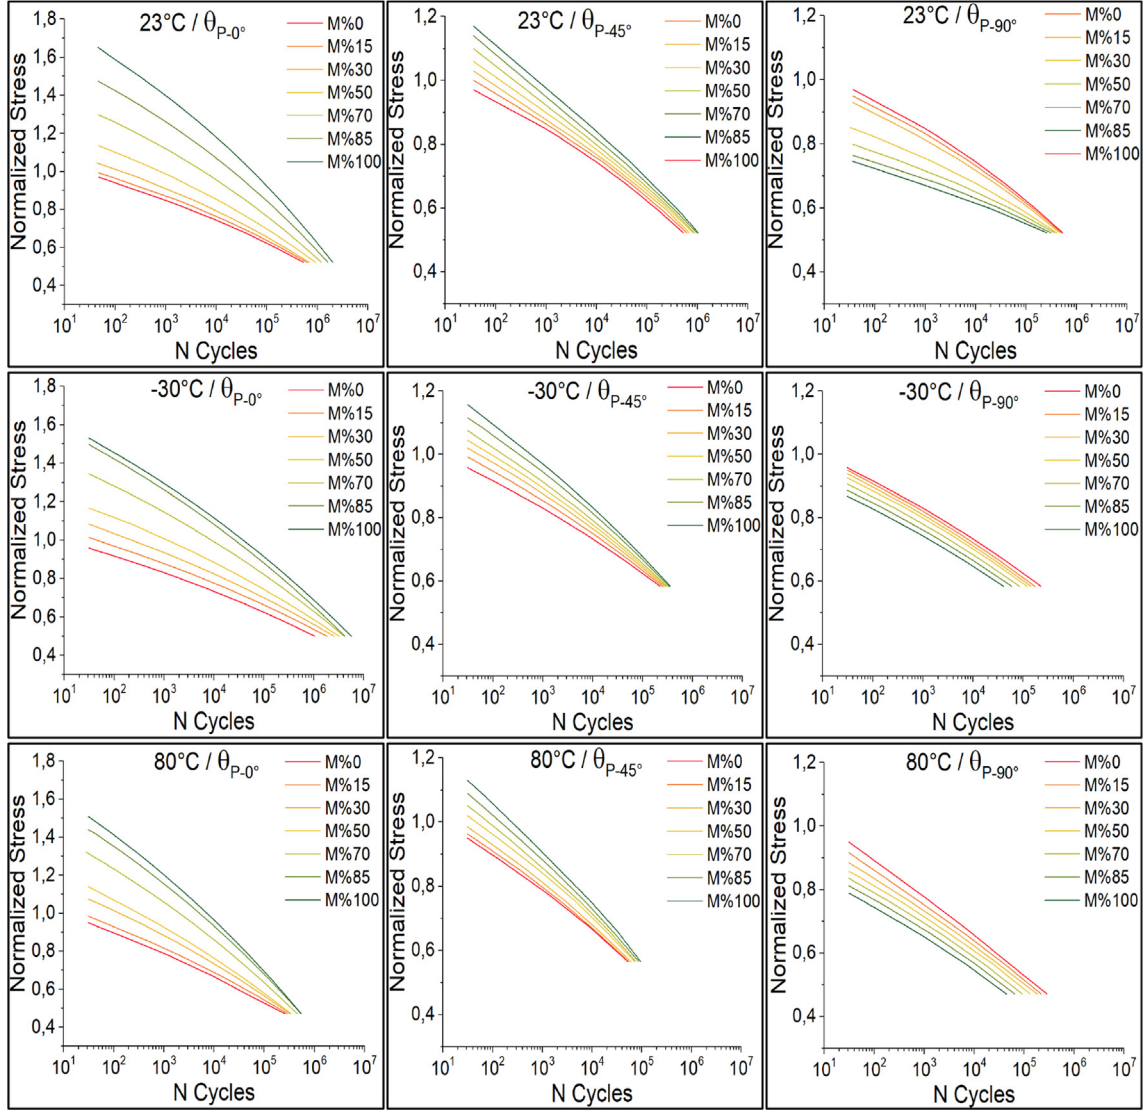 23°C / θP-0°
M%0
M%15
M%30
M%50
M%70
M%85
M%100
1,8
1,6
1,4
1,2
1,0
0,8
0,6
0,4
Normalized Stress
10¹ 10² 10³ 10⁴ 10⁵ 10⁶ 10⁷
N Cycles
23°C / θP-45°
M%0
M%15
M%30
M%50
M%70
M%85
M%100
1,2
1,0
0,8
0,6
0,4
Normalized Stress
10¹ 10² 10³ 10⁴ 10⁵ 10⁶ 10⁷
N Cycles
23°C / θP-90°
M%0
M%15
M%30
M%50
M%70
M%85
M%100
1,2
1,0
0,8
0,6
0,4
Normalized Stress
10¹ 10² 10³ 10⁴ 10⁵ 10⁶ 10⁷
N Cycles
-30°C / θP-0°
M%0
M%15
M%30
M%50
M%70
M%85
M%100
1,8
1,6
1,4
1,2
1,0
0,8
0,6
0,4
Normalized Stress
10¹ 10² 10³ 10⁴ 10⁵ 10⁶ 10⁷
N Cycles
-30°C / θP-45°
M%0
M%15
M%30
M%50
M%70
M%85
M%100
1,2
1,0
0,8
0,6
0,4
Normalized Stress
10¹ 10² 10³ 10⁴ 10⁵ 10⁶ 10⁷
N Cycles
-30°C / θP-90°
M%0
M%15
M%30
M%50
M%70
M%85
M%100
1,2
1,0
0,8
0,6
0,4
Normalized Stress
10¹ 10² 10³ 10⁴ 10⁵ 10⁶ 10⁷
N Cycles
80°C / θP-0°
M%0
M%15
M%30
M%50
M%70
M%85
M%100
1,8
1,6
1,4
1,2
1,0
0,8
0,6
0,4
Normalized Stress
10¹ 10² 10³ 10⁴ 10⁵ 10⁶ 10⁷
N Cycles
80°C / θP-45°
M%0
M%15
M%30
M%50
M%70
M%85
M%100
1,2
1,0
0,8
0,6
0,4
Normalized Stress
10¹ 10² 10³ 10⁴ 10⁵ 10⁶ 10⁷
N Cycles
80°C / θP-90°
M%0
M%15
M%30
M%50
M%70
M%85
M%100
1,2
1,0
0,8
0,6
0,4
Normalized Stress
10¹ 10² 10³ 10⁴ 10⁵ 10⁶ 10⁷
N Cycles